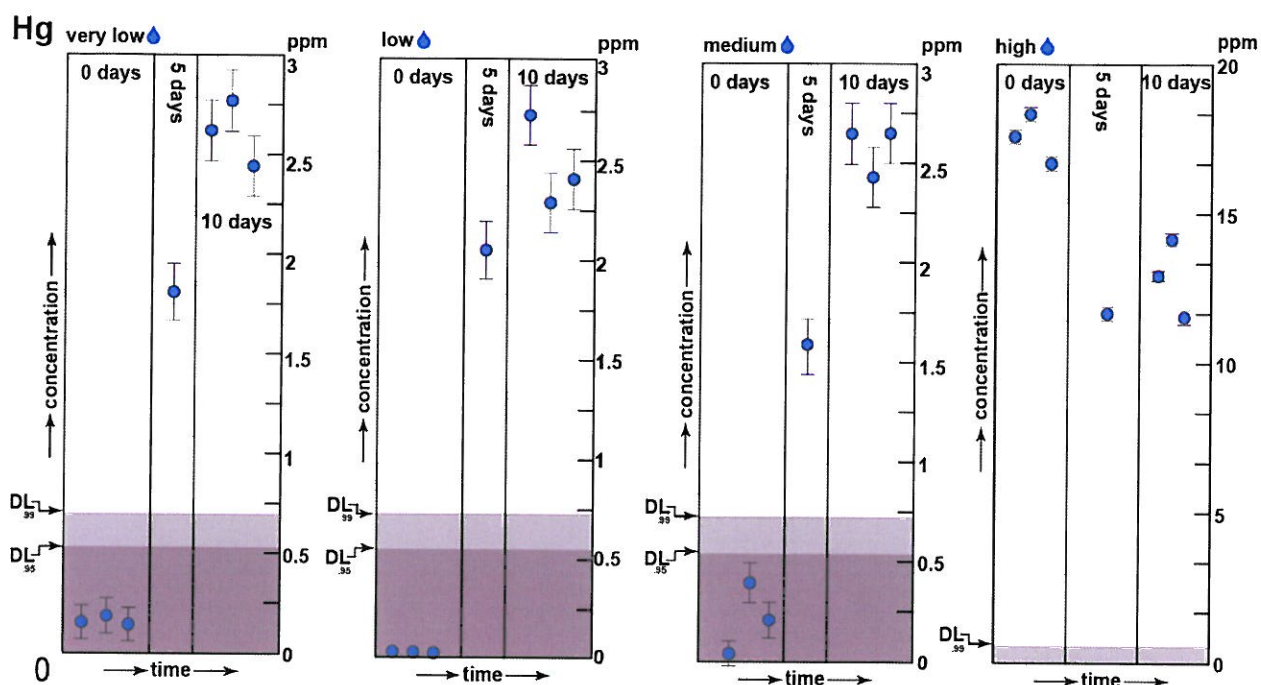 Hg
very low
ppm
0 days
5 days
10 days
concentration
3
2.5
2
1.5
1
0.5
0
DL.99
DL.95
0
time
low
ppm
0 days
5 days
10 days
concentration
3
2.5
2
1.5
1
0.5
0
DL.99
DL.95
time
medium
ppm
0 days
5 days
10 days
concentration
3
2.5
2
1.5
1
0.5
0
DL.99
DL.95
time
high
ppm
0 days
5 days
10 days
concentration
20
15
10
5
0
DL.99
time